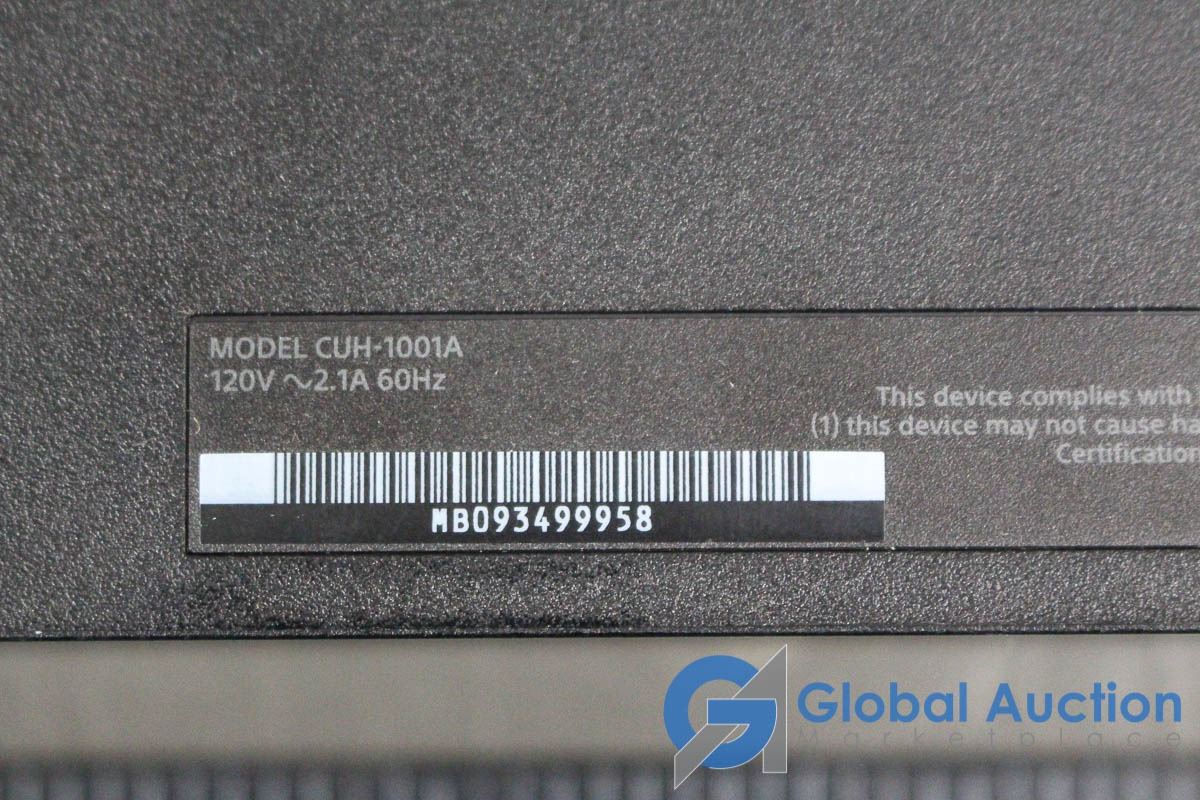 MODEL CUH-1001A
120V ～2.1A 60Hz
This device complies with
(1) this device may not cause
Certification
MB093499958
Global Auction
Marketplace